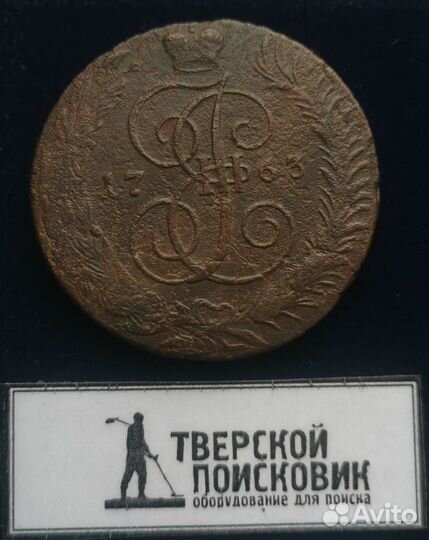 17 63
ТВЕРСКОЙ
ПОИСКОВИК
оборудование для поиска
Avito